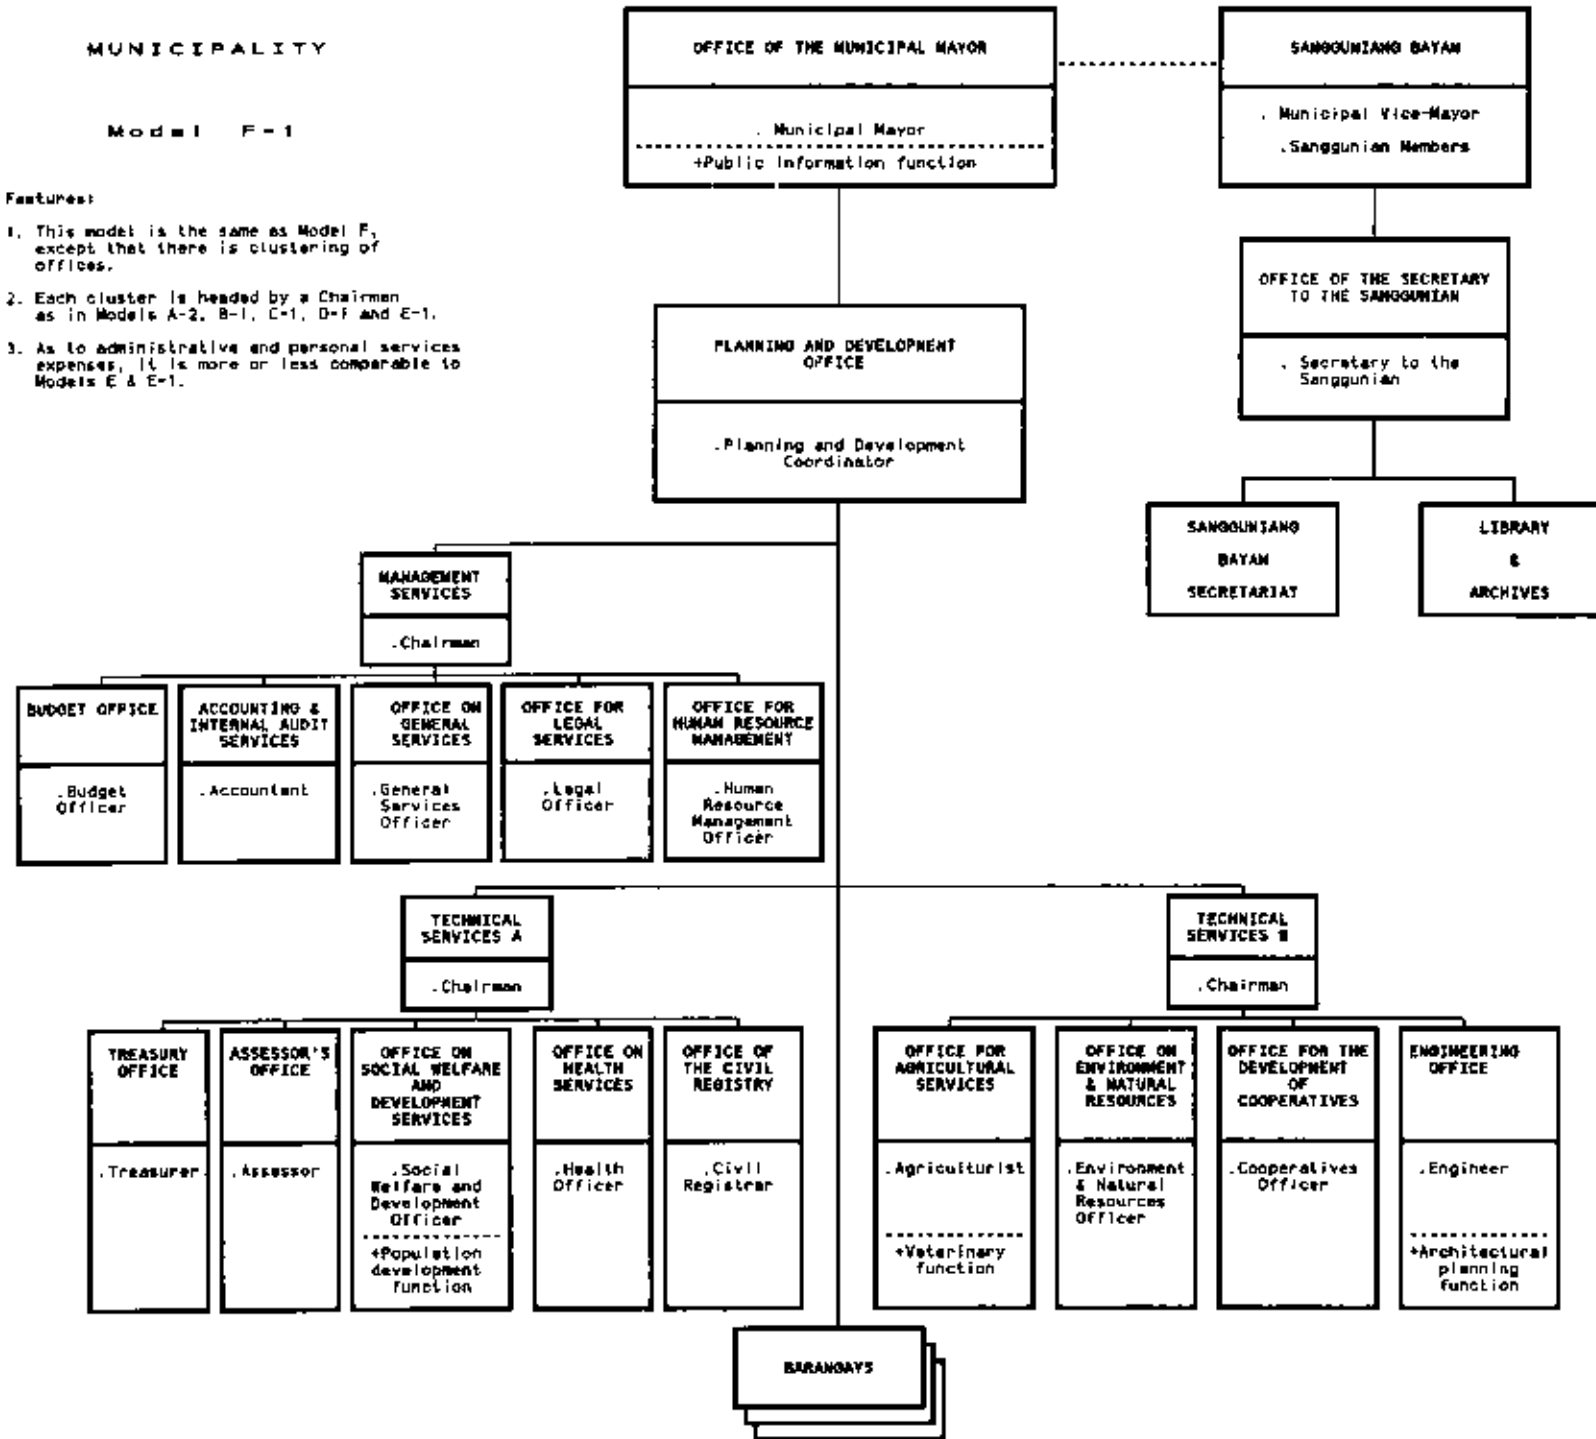 MUNICIPALITY
Model F-1
Features:
1. This model is the same as Model F,
except that there is clustering of
offices.
2. Each cluster is headed by a Chairman
as in Models A-2, B-1, C-1, D-1 and E-1.
3. As to administrative and personal services
expenses, it is more or less comparable to
Models E & E-1.
OFFICE OF THE MUNICIPAL MAYOR
. Municipal Mayor
+Public information function
SANGGUNIANG BAYAN
. Municipal Vice-Mayor
.Sanggunian Members
OFFICE OF THE SECRETARY
TO THE SANGGUNIAN
. Secretary to the
Sanggunian
SANGGUNIANG
BAYAN
SECRETARIAT
LIBRARY
&
ARCHIVES
PLANNING AND DEVELOPMENT
OFFICE
.Planning and Development
Coordinator
MANAGEMENT
SERVICES
.Chairman
BUDGET OFFICE
.Budget
Officer
ACCOUNTING &
INTERNAL AUDIT
SERVICES
.Accountant
OFFICE ON
GENERAL
SERVICES
.General
Services
Officer
OFFICE FOR
LEGAL
SERVICES
.Legal
Officer
OFFICE FOR
HUMAN RESOURCE
MANAGEMENT
.Human
Resource
Management
Officer
TECHNICAL
SERVICES A
.Chairman
TREASURY
OFFICE
.Treasurer
ASSESSOR'S
OFFICE
.Assessor
OFFICE ON
SOCIAL WELFARE
AND
DEVELOPMENT
SERVICES
.Social
Welfare and
Development
Officer
+Population
development
function
OFFICE ON
HEALTH
SERVICES
.Health
Officer
OFFICE OF
THE CIVIL
REGISTRY
.Civil
Registrar
TECHNICAL
SERVICES B
.Chairman
OFFICE FOR
AGRICULTURAL
SERVICES
.Agriculturist
+Veterinary
function
OFFICE ON
ENVIRONMENT
& NATURAL
RESOURCES
.Environment
& Natural
Resources
Officer
OFFICE FOR THE
DEVELOPMENT
OF
COOPERATIVES
.Cooperatives
Officer
ENGINEERING
OFFICE
.Engineer
+Architectural
planning
function
BARANGAYS